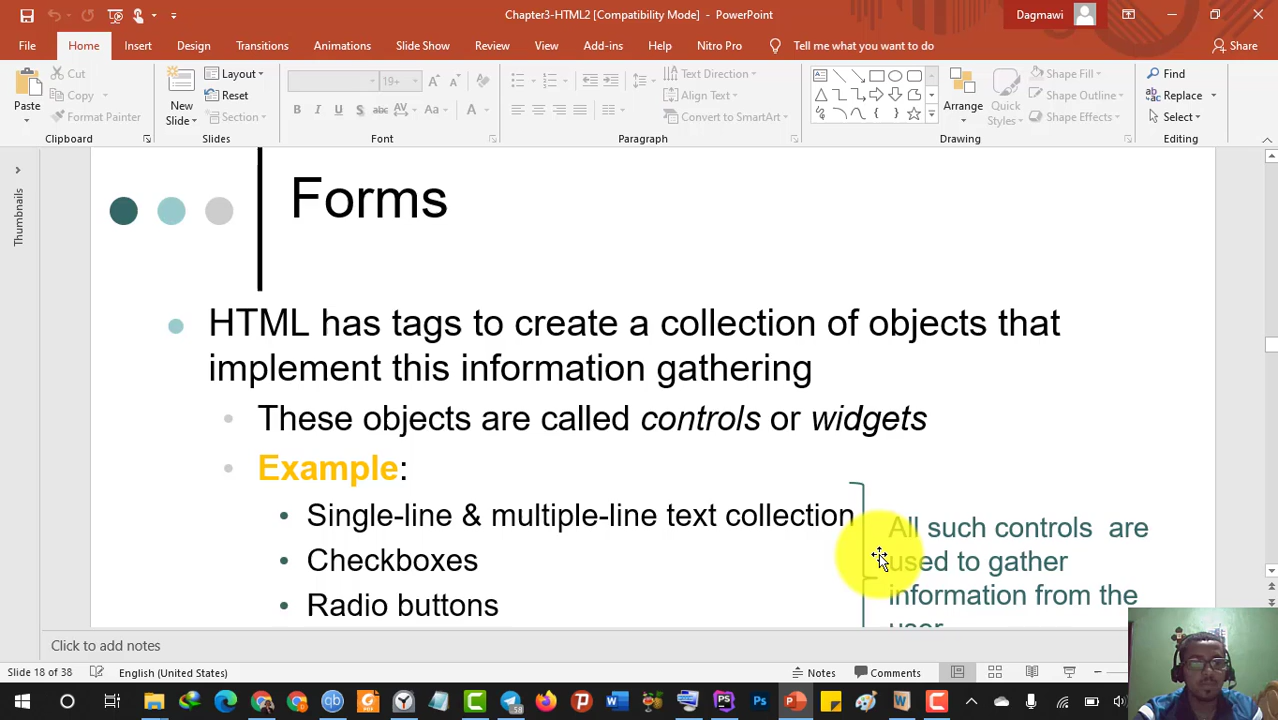 Chapter3-HTML2 [Compatibility Mode] - PowerPoint
Dagmawi
File Home Insert Design Transitions Animations Slide Show Review View Add-ins Help Nitro Pro Tell me what you want to do Share
Paste
Cut
Copy
Format Painter
Clipboard
New
Slide
Layout
Reset
Section
Slides
19+
B I U S abc AV Aa A
Font
Text Direction
Align Text
Convert to SmartArt
Paragraph
Arrange
Quick
Styles
Shape Fill
Shape Outline
Shape Effects
Drawing
Find
Replace
Select
Editing
Thumbnails
Forms
HTML has tags to create a collection of objects that
implement this information gathering
These objects are called controls or widgets
Example:
Single-line & multiple-line text collection
Checkboxes
Radio buttons
All such controls are
used to gather
information from the
user
Click to add notes
Slide 18 of 38 English (United States) Notes Comments
58